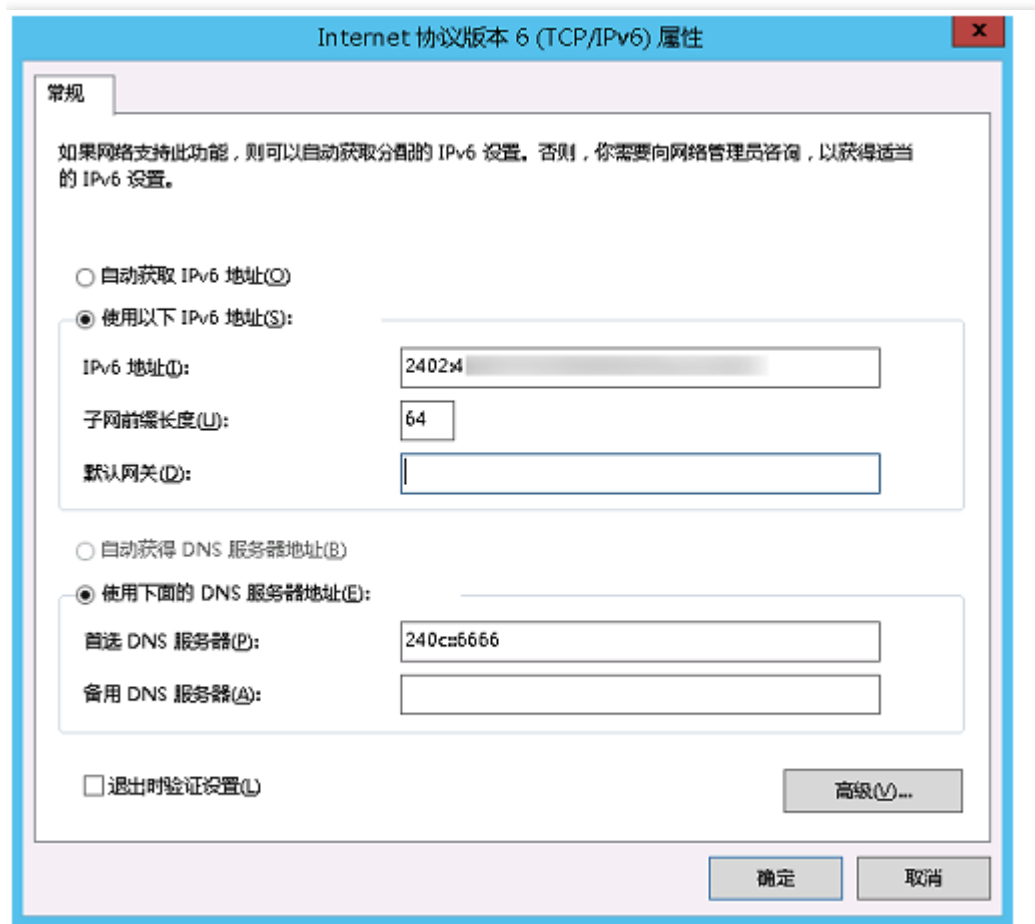 Internet 协议版本 6 (TCP/IPv6) 属性
x
常规
如果网络支持此功能，则可以自动获取分配的 IPv6 设置。否则，你需要向网络管理员咨询，以获得适当
的 IPv6 设置。
自动获取 IPv6 地址(O)
使用以下 IPv6 地址(S):
IPv6 地址(I):
2402:4
子网前缀长度(U):
64
默认网关(D):
自动获得 DNS 服务器地址(B)
使用下面的 DNS 服务器地址(E):
首选 DNS 服务器(P):
240c::6666
备用 DNS 服务器(A):
退出时验证设置(L)
高级(V)...
确定
取消